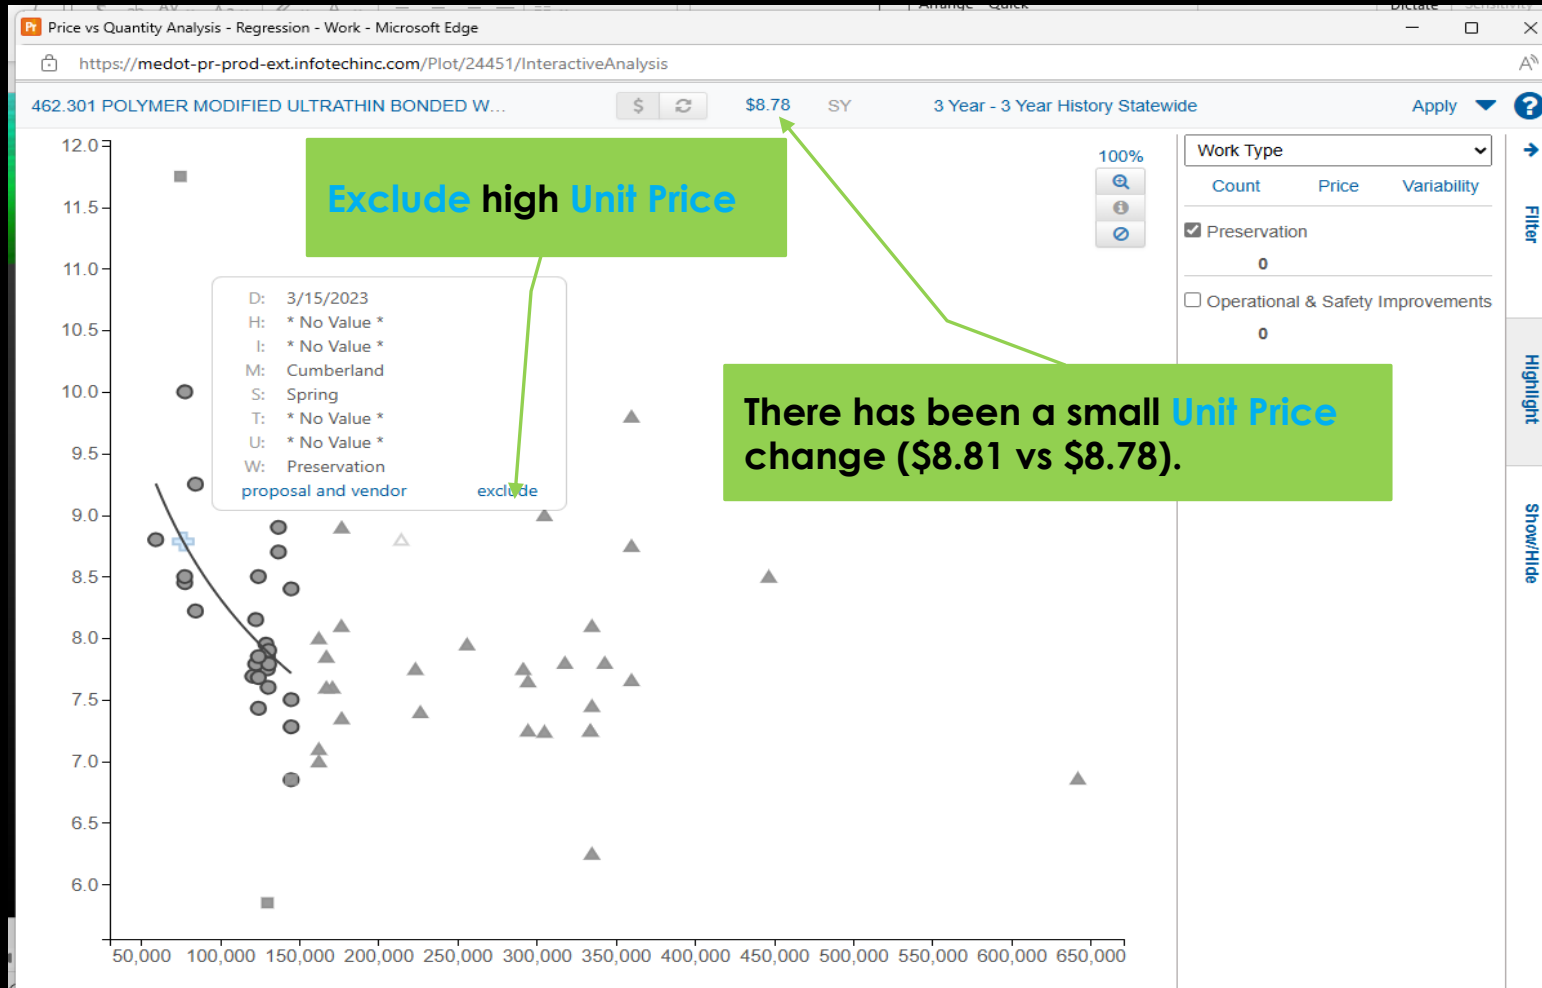 Arrange Quick
Dictate Sensitivity
Pr Price vs Quantity Analysis - Regression - Work - Microsoft Edge
https://medot-pr-prod-ext.infotechinc.com/Plot/24451/InteractiveAnalysis
462.301 POLYMER MODIFIED ULTRATHIN BONDED W... $ $8.78 SY 3 Year - 3 Year History Statewide Apply ?
12.0
11.5
11.0
10.5
10.0
9.5
9.0
8.5
8.0
7.5
7.0
6.5
6.0
Exclude high Unit Price
100%
D: 3/15/2023
H: * No Value *
I: * No Value *
M: Cumberland
S: Spring
T: * No Value *
U: * No Value *
W: Preservation
proposal and vendor exclude
There has been a small Unit Price
change ($8.81 vs $8.78).
50,000 100,000 150,000 200,000 250,000 300,000 350,000 400,000 450,000 500,000 550,000 600,000 650,000
Work Type
Count Price Variability
Preservation
0
Operational & Safety Improvements
0
Filter
Highlight
Show/Hide